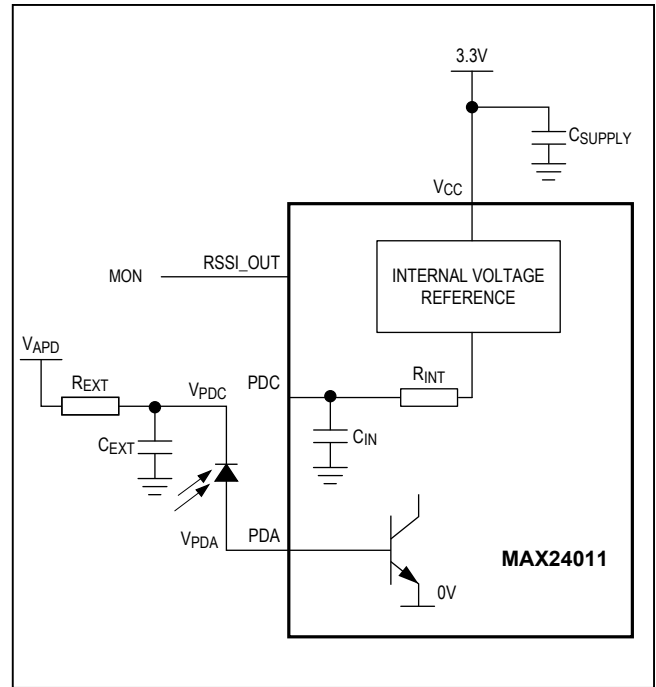 3.3V
CSUPPLY
VCC
RSSI_OUT
MON
INTERNAL VOLTAGE
REFERENCE
VAPD
REXT
VPDC
PDC
RINT
CEXT
CIN
VPDA
PDA
MAX24011
0V